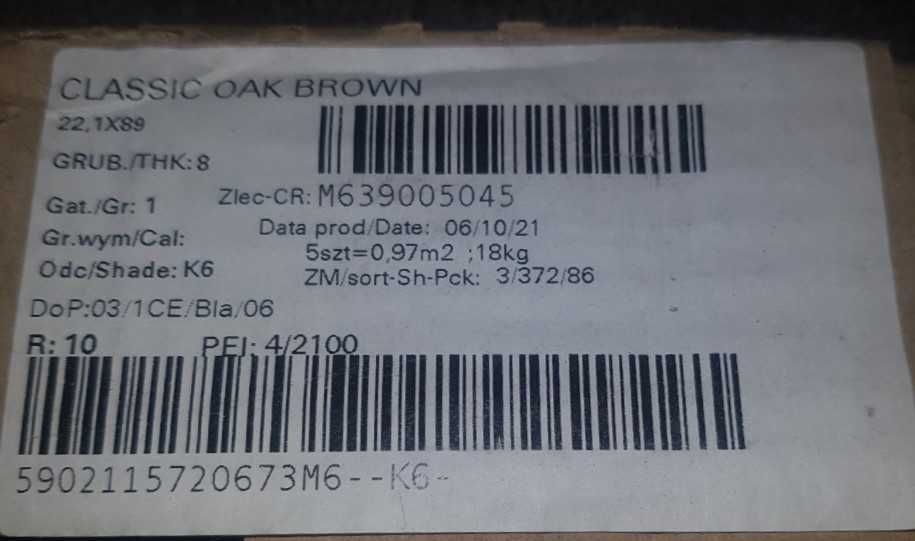 CLASSIC OAK BROWN
22,1X89
GRUB./THK: 8
Gat./Gr: 1
Zlec-CR: M639005045
Gr.wym/Cal:
Data prod/Date: 06/10/21
5szt=0,97m2 ;18kg
Odc/Shade: K6
ZM/sort-Sh-Pck: 3/372/86
DoP:03/1CE/BIa/06
R: 10 PEI: 4/2100
5902115720673M6--K6-